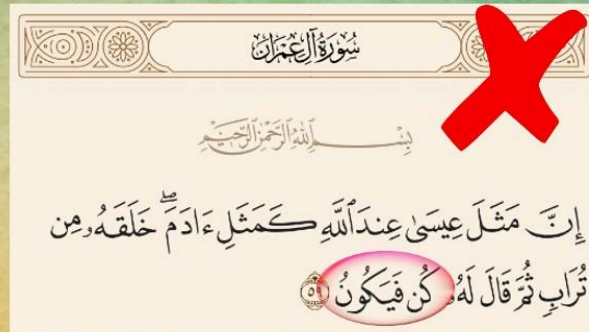 سُورَةُ آلِ عِمۡرَانَ
بِسۡمِ ٱللَّهِ ٱلرَّحۡمَٰنِ ٱلرَّحِيمِ
إِنَّ مَثَلَ عِيسَىٰ عِندَ ٱللَّهِ كَمَثَلِ ءَادَمَۖ خَلَقَهُۥ مِن
تُرَابٖ ثُمَّ قَالَ لَهُۥ كُن فَيَكُونُ ٥٩